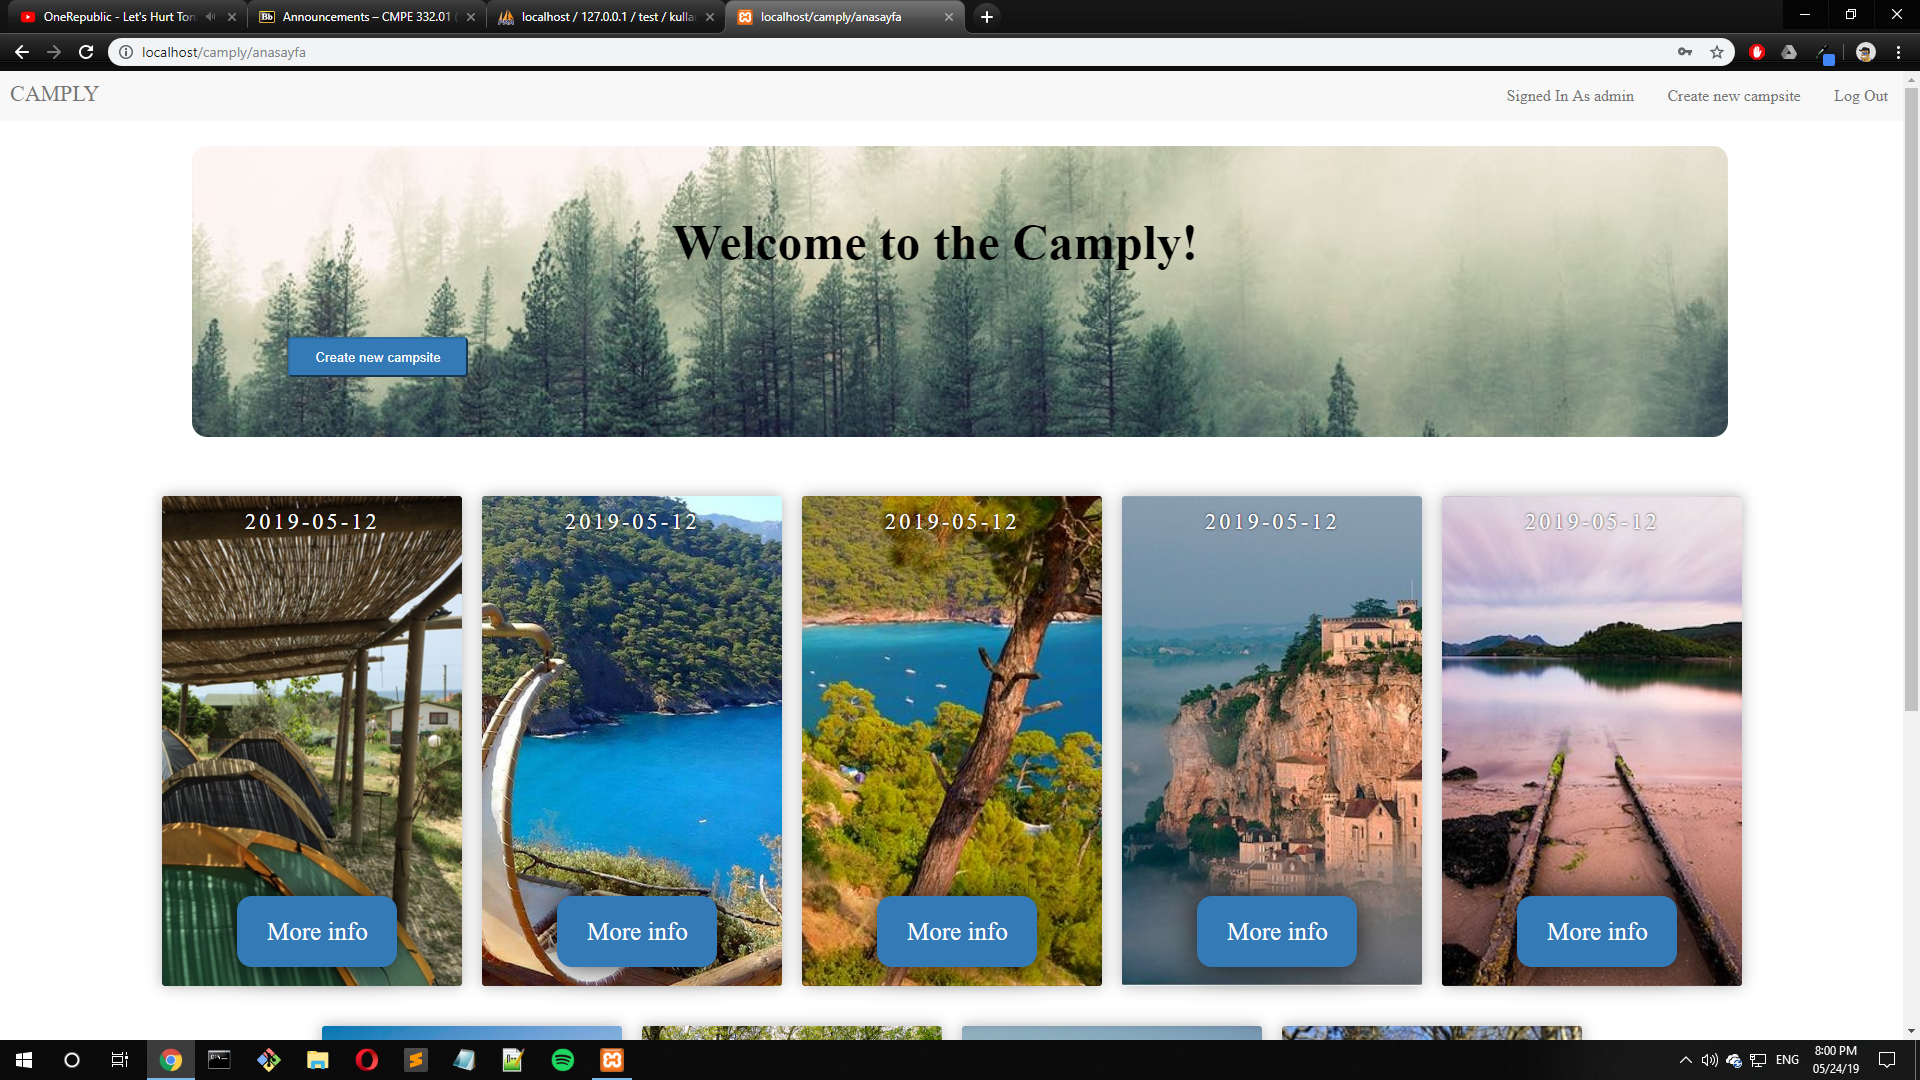 OneRepublic - Let's Hurt Ton
Announcements – CMPE 332.01 (
localhost / 127.0.0.1 / test / kulla
localhost/camply/anasayfa
localhost/camply/anasayfa
CAMPLY
Signed In As admin
Create new campsite
Log Out
Welcome to the Camply!
Create new campsite
2019-05-12
2019-05-12
2019-05-12
2019-05-12
2019-05-12
More info
More info
More info
More info
More info
ENG
8:00 PM
05/24/19